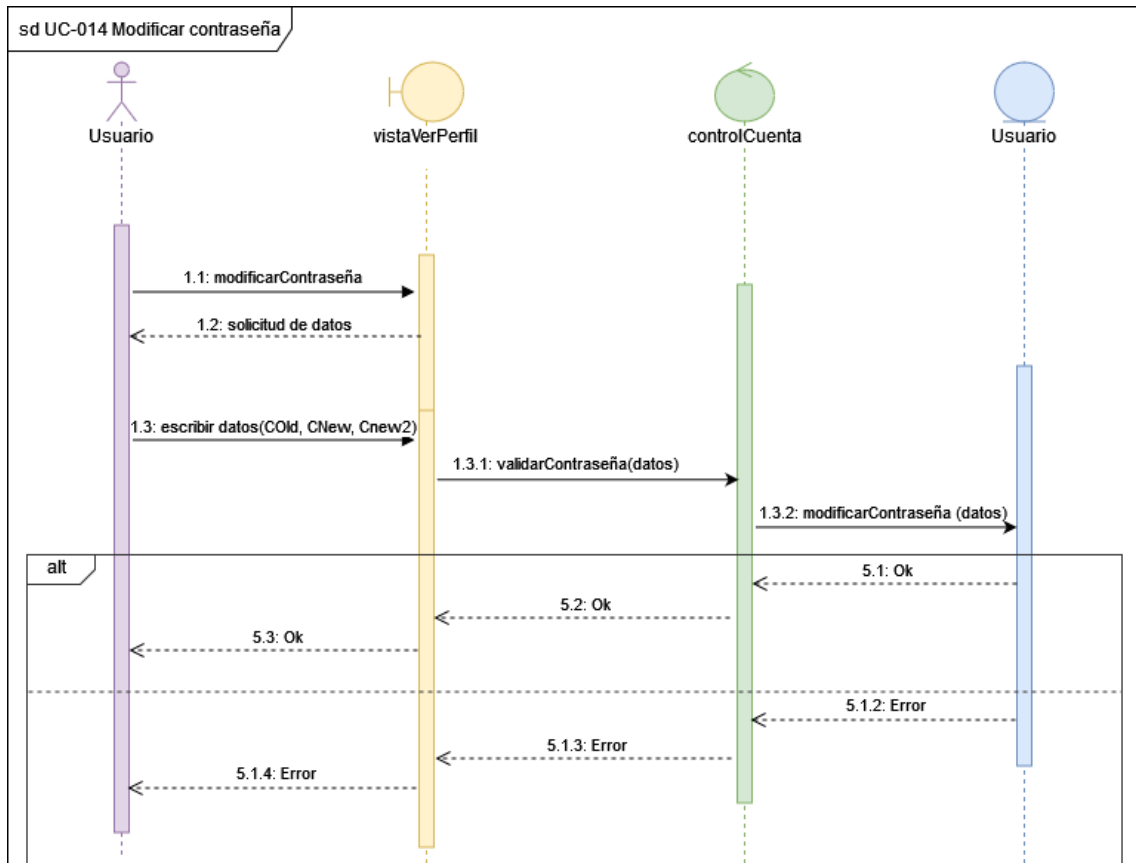 sd UC-014 Modificar contraseña
Usuario
vistaVerPerfil
controlCuenta
Usuario
1.1: modificarContraseña
1.2: solicitud de datos
1.3: escribir datos(COld, CNew, Cnew2)
1.3.1: validarContraseña(datos)
1.3.2: modificarContraseña (datos)
alt
5.1: Ok
5.2: Ok
5.3: Ok
5.1.2: Error
5.1.3: Error
5.1.4: Error